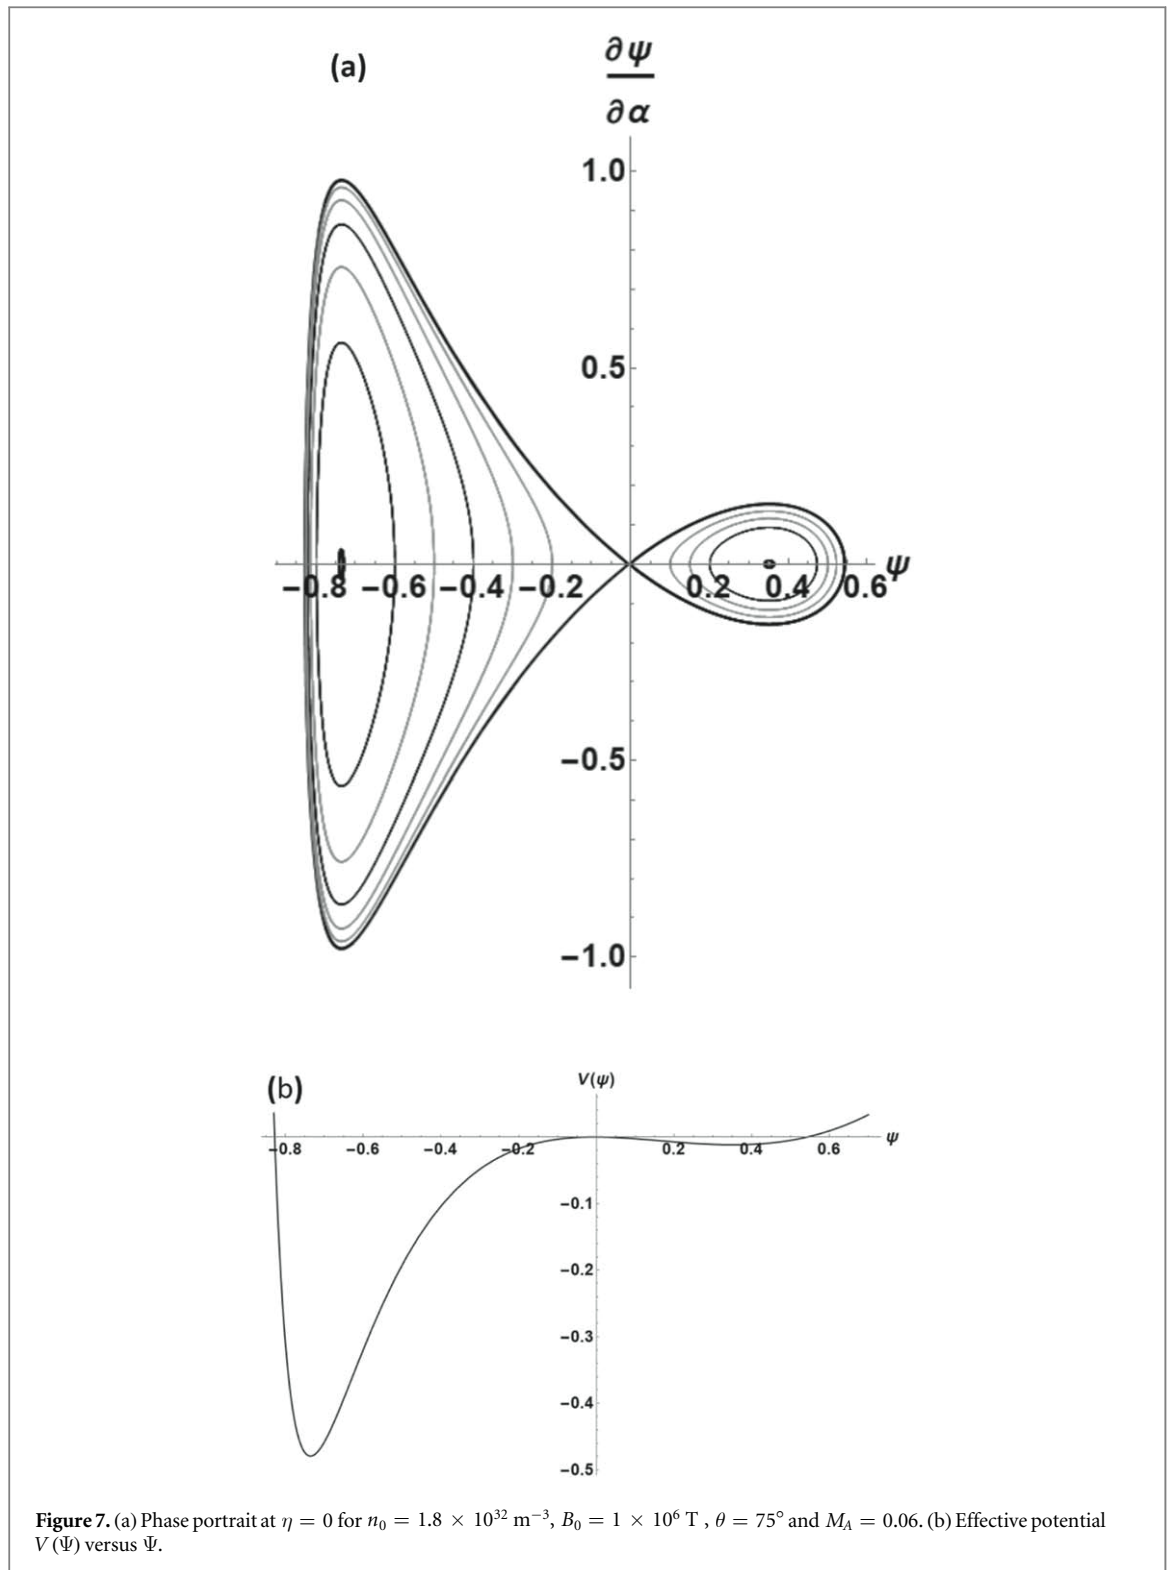 (a)
∂ψ
∂α
1.0
0.5
−0.8 −0.6 −0.4 −0.2 0.2 0.4 0.6 ψ
−0.5
−1.0
(b)
V(ψ)
−0.8 −0.6 −0.4 −0.2 0.2 0.4 0.6 ψ
−0.1
−0.2
−0.3
−0.4
−0.5
Figure 7. (a) Phase portrait at η = 0 for n₀ = 1.8 × 10³² m⁻³, B₀ = 1 × 10⁶ T , θ = 75° and M_A = 0.06. (b) Effective potential
V (Ψ) versus Ψ.